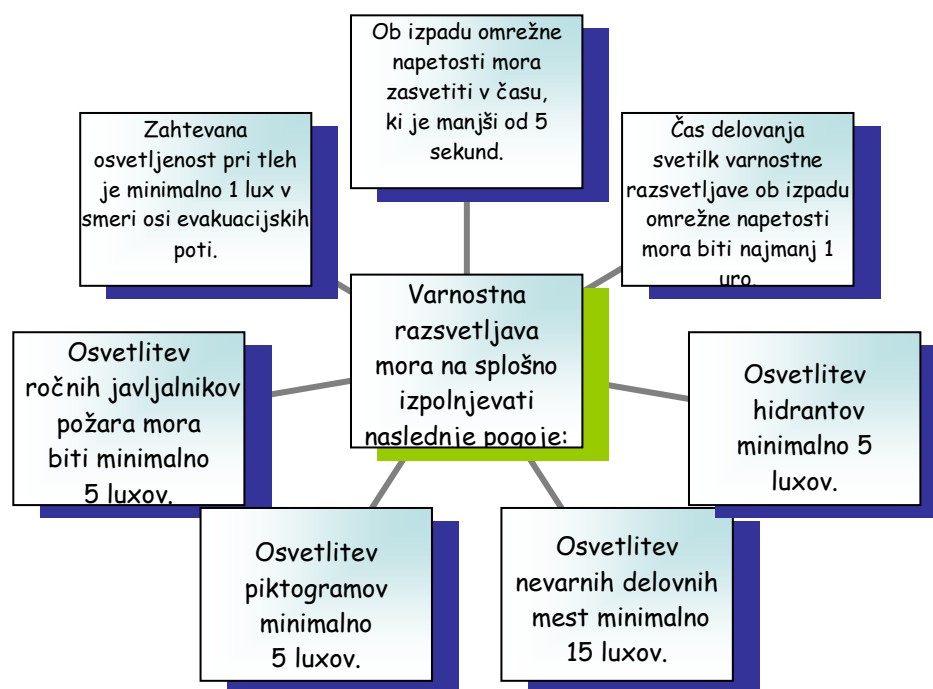 Ob izpadu omrežne
napetosti mora
zasvetiti v času,
ki je manjši od 5
sekund.
Zahtevana
osvetljenost pri tleh
je minimalno 1 lux v
smeri osi evakuacijskih
poti.
Čas delovanja
svetilk varnostne
razsvetljave ob izpadu
omrežne napetosti
mora biti najmanj 1
uro.
Varnostna
razsvetljava
mora na splošno
izpolnjevati
naslednje pogoje:
Osvetlitev
ročnih javljalnikov
požara mora
biti minimalno
5 luxov.
Osvetlitev
hidrantov
minimalno 5
luxov.
Osvetlitev
piktogramov
minimalno
5 luxov.
Osvetlitev
nevarnih delovnih
mest minimalno
15 luxov.